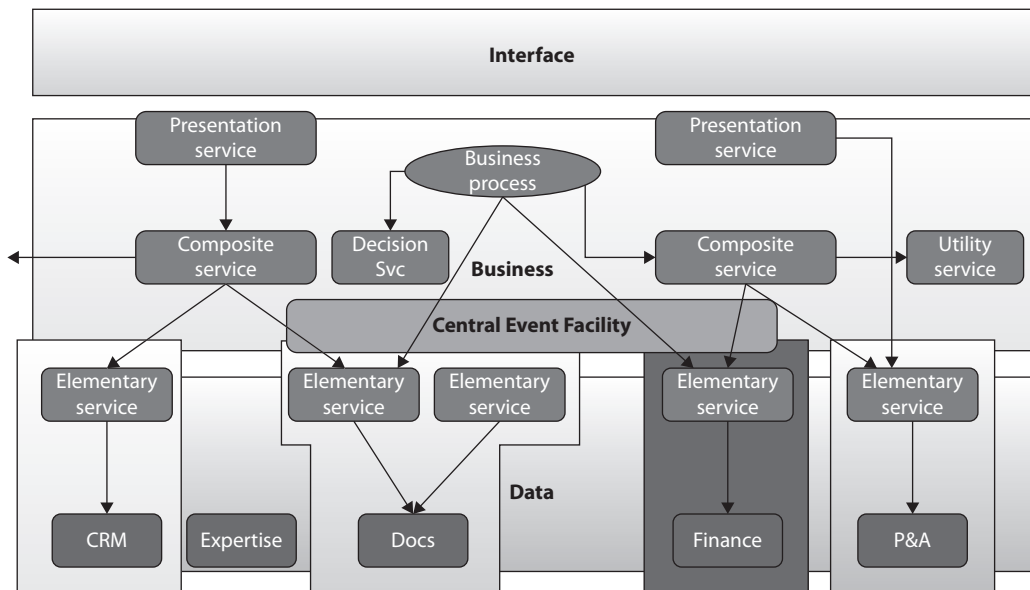 Interface
Presentation
service
Presentation
service
Business
process
Composite
service
Decision
Svc
Business
Composite
service
Utility
service
Central Event Facility
Elementary
service
Elementary
service
Elementary
service
Elementary
service
Elementary
service
Data
CRM
Expertise
Docs
Finance
P&A